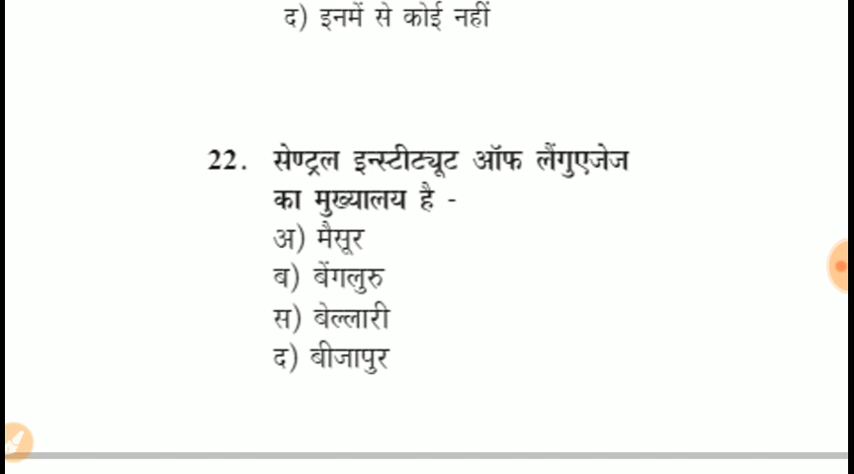 द) इनमें से कोई नहीं
22. सेण्ट्रल इन्स्टीट्यूट ऑफ लैंगुएजेज
का मुख्यालय है -
अ) मैसूर
ब) बेंगलुरु
स) बेल्लारी
द) बीजापुर